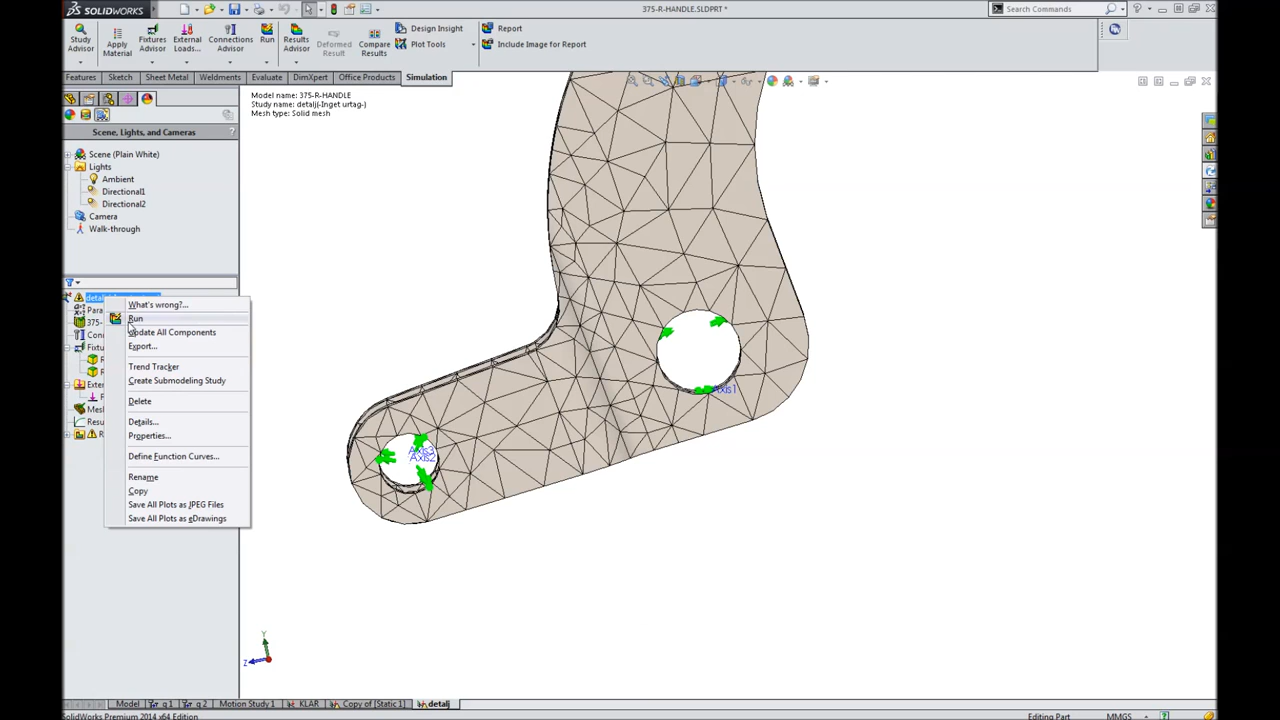 SOLIDWORKS
375-R-HANDLE.SLDPRT *
Search Commands
Study Advisor
Apply Material
Fixtures Advisor
External Loads...
Connections Advisor
Run
Results Advisor
Deformed Result
Compare Results
Design Insight
Plot Tools
Report
Include Image for Report
Features
Sketch
Sheet Metal
Weldments
Evaluate
DimXpert
Office Products
Simulation
Model name: 375-R-HANDLE
Study name: detalj(-Inget urtag-)
Mesh type: Solid mesh
Scene, Lights, and Cameras
?
Scene (Plain White)
Lights
Ambient
Directional1
Directional2
Camera
Walk-through
What's wrong?...
Run
Update All Components
Export...
Trend Tracker
Create Submodeling Study
Delete
Details...
Properties...
Define Function Curves...
Rename
Copy
Save All Plots as JPEG Files
Save All Plots as eDrawings
375-
Axis1
Axis3
Axis2
Y
Z
Model
q 1
q 2
Motion Study 1
KLAR
Copy of [Static 1]
detalj
SolidWorks Premium 2014 x64 Edition
Editing Part
MMGS